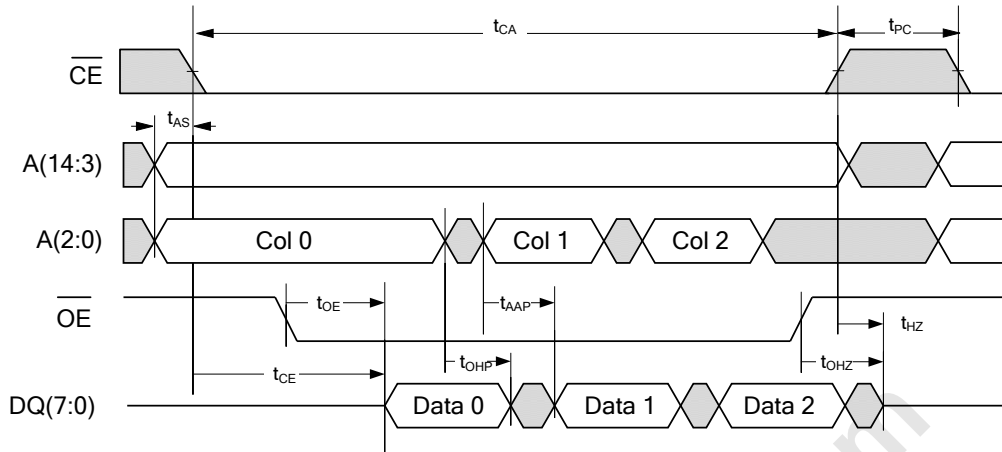 tCA
tPC
CE
tAS
A(14:3)
A(2:0)
Col 0
Col 1
Col 2
OE
tOE
tAAP
tHZ
tCE
tOHP
tOHZ
DQ(7:0)
Data 0
Data 1
Data 2
m